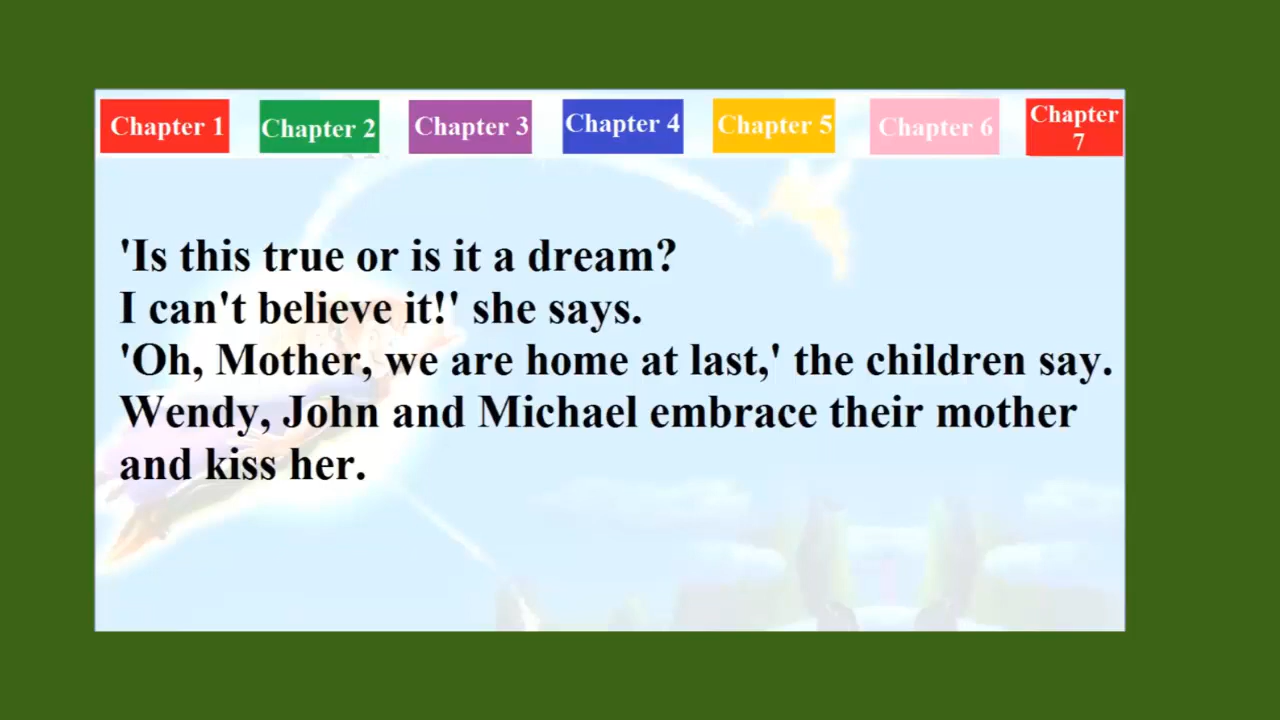 Chapter 1
Chapter 2
Chapter 3
Chapter 4
Chapter 5
Chapter 6
Chapter
7
'Is this true or is it a dream?
I can't believe it!' she says.
'Oh, Mother, we are home at last,' the children say.
Wendy, John and Michael embrace their mother
and kiss her.